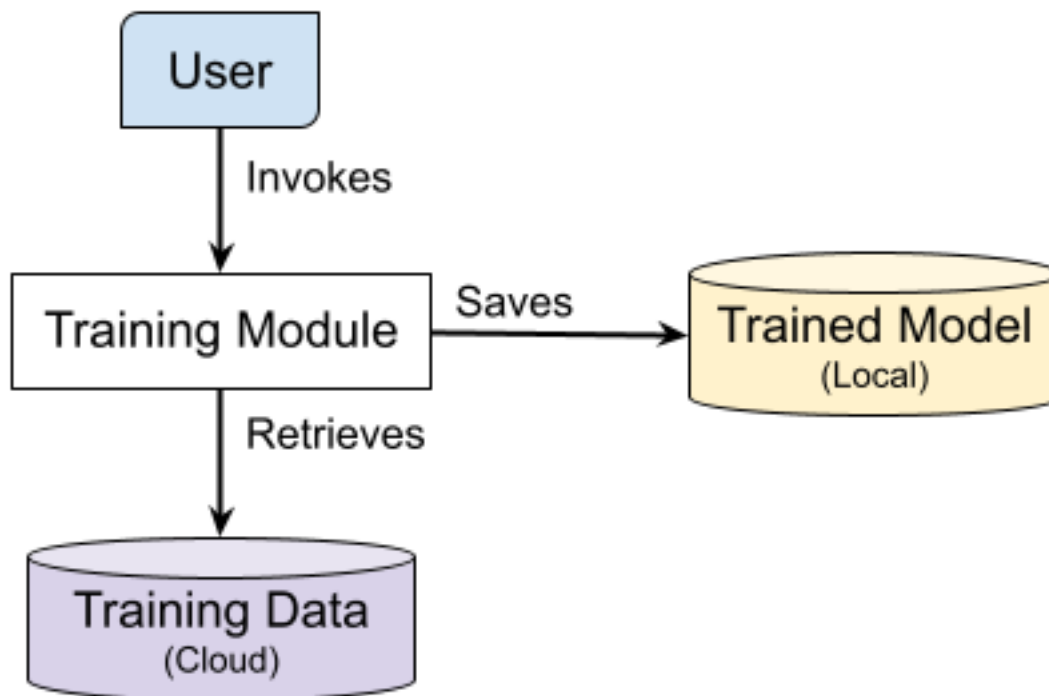 User
Invokes
Training Module
Saves
Trained Model
(Local)
Retrieves
Training Data
(Cloud)